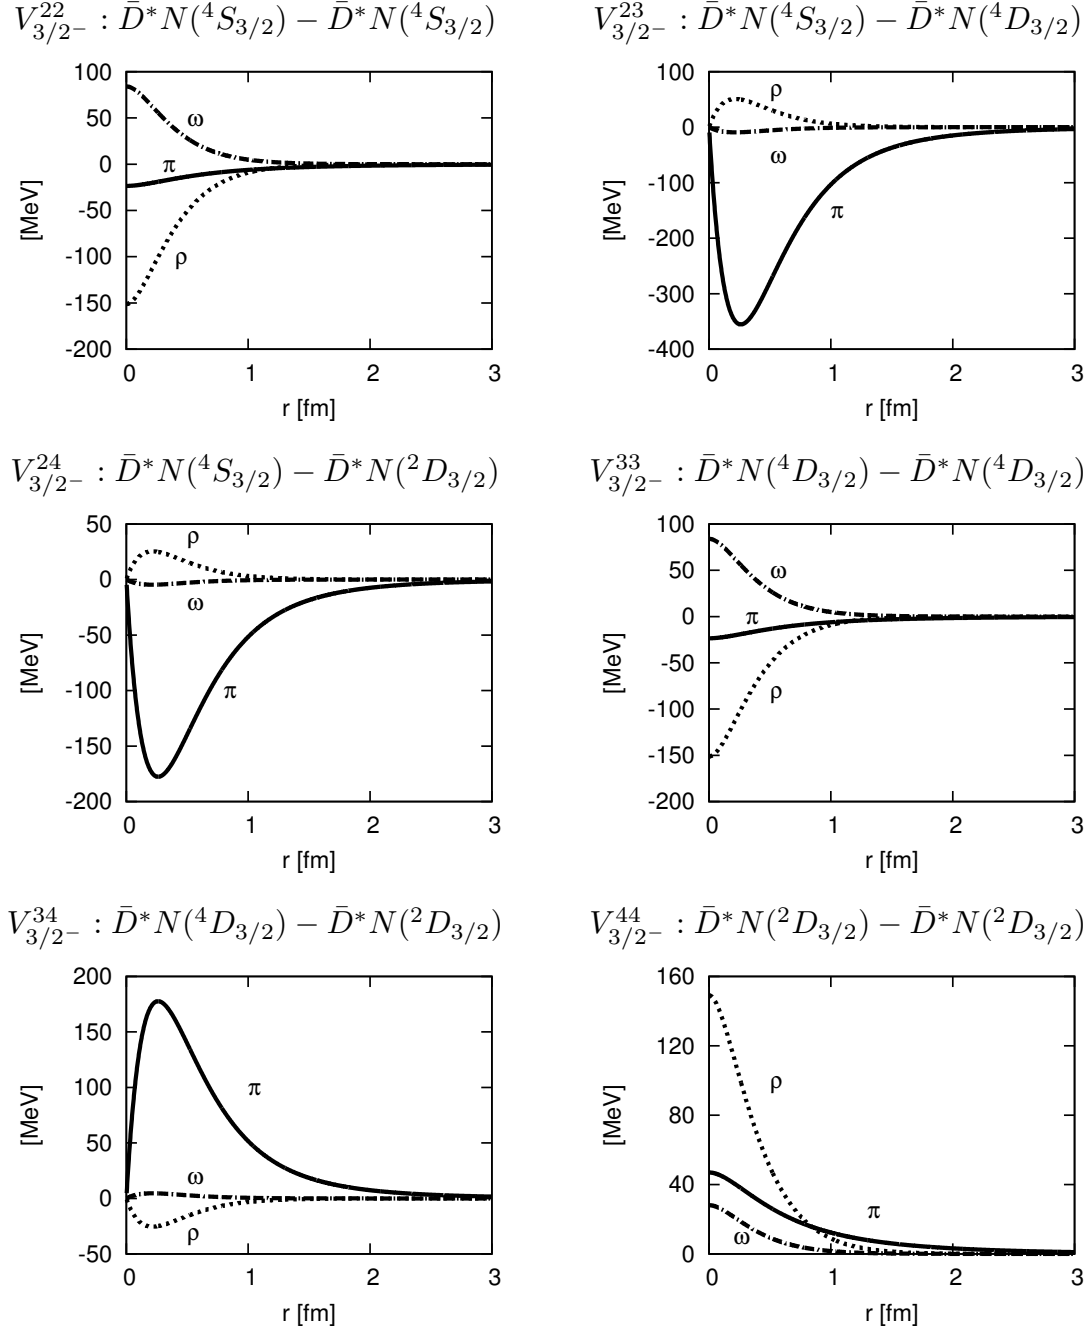 V^{22}_{3/2^-} : D̄*N(^4S_{3/2}) − D̄*N(^4S_{3/2})
100
50
0
-50
-100
-150
-200
[MeV]
ω
π
ρ
0 1 2 3
r [fm]
V^{23}_{3/2^-} : D̄*N(^4S_{3/2}) − D̄*N(^4D_{3/2})
100
0
-100
-200
-300
-400
[MeV]
ρ
ω
π
0 1 2 3
r [fm]
V^{24}_{3/2^-} : D̄*N(^4S_{3/2}) − D̄*N(^2D_{3/2})
50
0
-50
-100
-150
-200
[MeV]
ρ
ω
π
0 1 2 3
r [fm]
V^{33}_{3/2^-} : D̄*N(^4D_{3/2}) − D̄*N(^4D_{3/2})
100
50
0
-50
-100
-150
-200
[MeV]
ω
π
ρ
0 1 2 3
r [fm]
V^{34}_{3/2^-} : D̄*N(^4D_{3/2}) − D̄*N(^2D_{3/2})
200
150
100
50
0
-50
[MeV]
π
ω
ρ
0 1 2 3
r [fm]
V^{44}_{3/2^-} : D̄*N(^2D_{3/2}) − D̄*N(^2D_{3/2})
160
120
80
40
0
[MeV]
ρ
π
ω
0 1 2 3
r [fm]